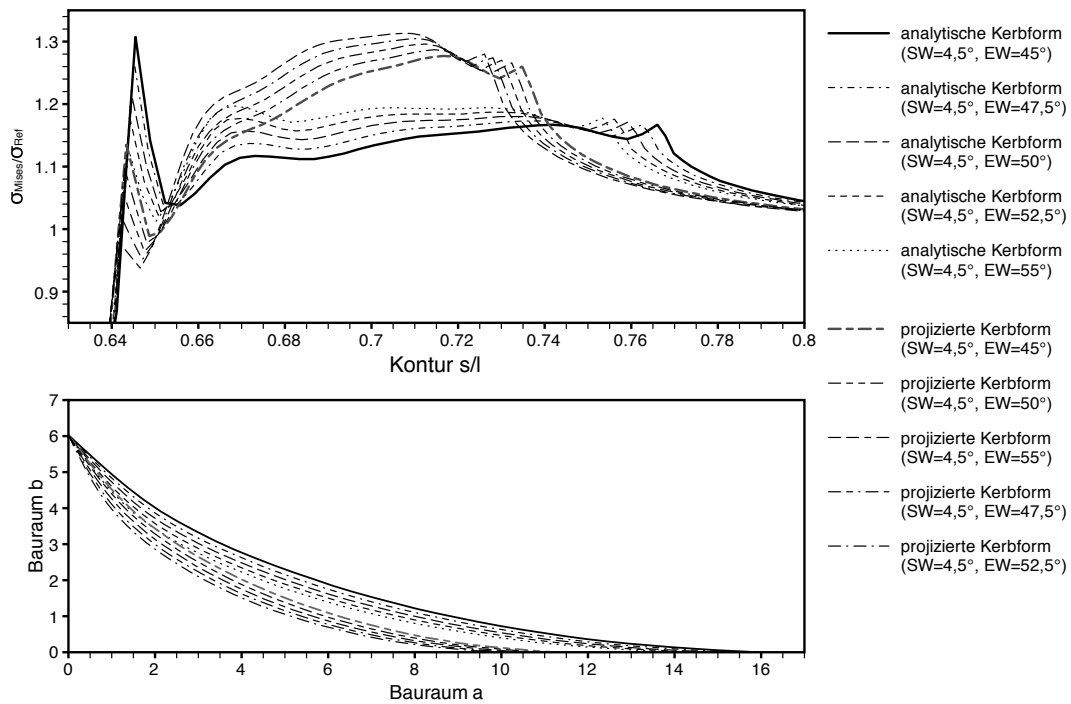 1.3
1.2
1.1
1
0.9
σMises/σRef
0.64
0.66
0.68
0.7
0.72
0.74
0.76
0.78
0.8
Kontur s/l
7
6
5
4
3
2
1
0
Bauraum b
0
2
4
6
8
10
12
14
16
Bauraum a
analytische Kerbform
(SW=4,5°, EW=45°)
analytische Kerbform
(SW=4,5°, EW=47,5°)
analytische Kerbform
(SW=4,5°, EW=50°)
analytische Kerbform
(SW=4,5°, EW=52,5°)
analytische Kerbform
(SW=4,5°, EW=55°)
projizierte Kerbform
(SW=4,5°, EW=45°)
projizierte Kerbform
(SW=4,5°, EW=50°)
projizierte Kerbform
(SW=4,5°, EW=55°)
projizierte Kerbform
(SW=4,5°, EW=47,5°)
projizierte Kerbform
(SW=4,5°, EW=52,5°)